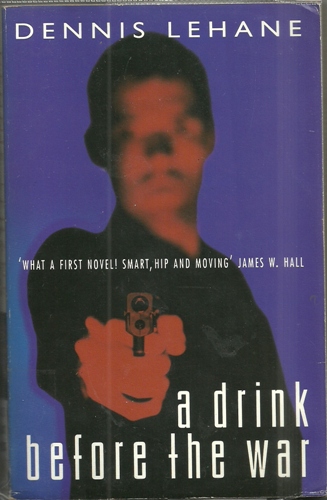 DENNIS LEHANE
'WHAT A FIRST NOVEL! SMART, HIP AND MOVING' JAMES W. HALL
a drink
before the war